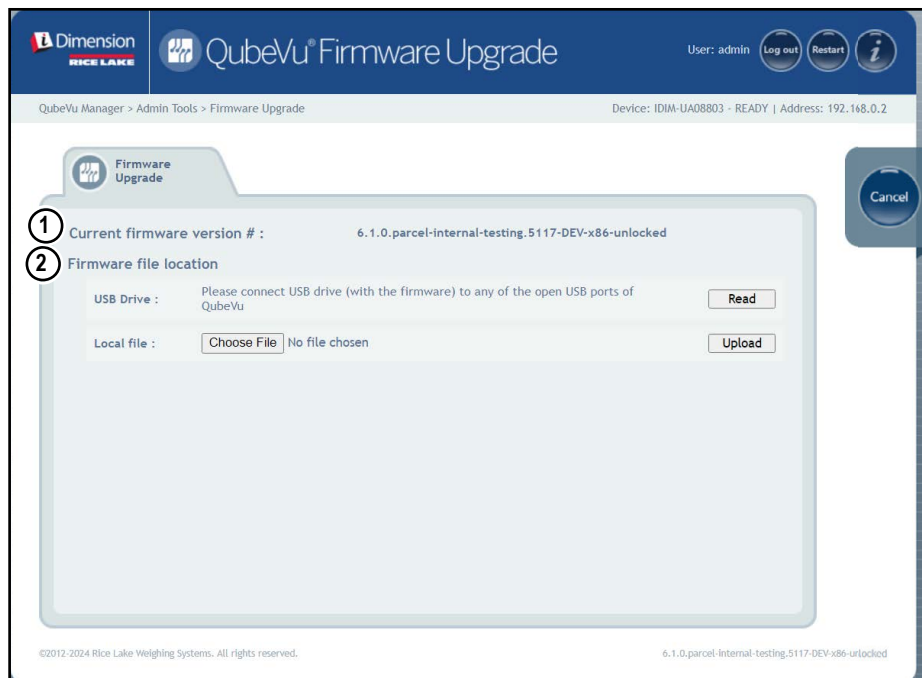 iDimension
RICE LAKE
QubeVu® Firmware Upgrade
User: admin
Log out
Restart
i
QubeVu Manager > Admin Tools > Firmware Upgrade
Device: IDIM-UA08803 - READY | Address: 192.168.0.2
Firmware
Upgrade
Cancel
1
Current firmware version # :
6.1.0.parcel-internal-testing.5117-DEV-x86-unlocked
2
Firmware file location
USB Drive :
Please connect USB drive (with the firmware) to any of the open USB ports of
QubeVu
Read
Local file :
Choose File No file chosen
Upload
©2012-2024 Rice Lake Weighing Systems. All rights reserved.
6.1.0.parcel-internal-testing.5117-DEV-x86-unlocked